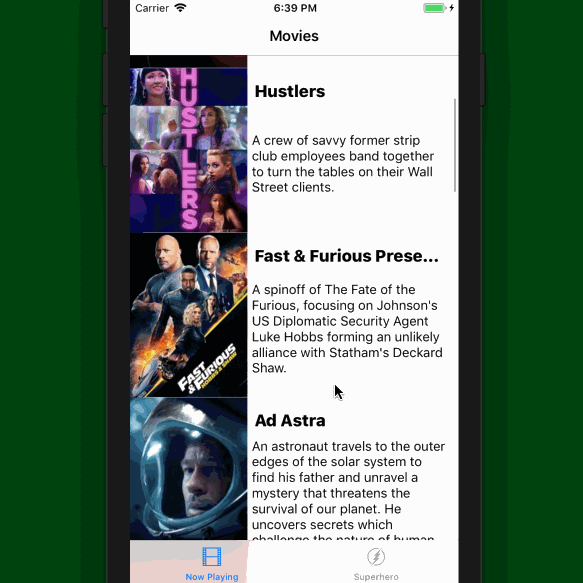 Carrier
6:39 PM
Movies
HUSTLERS
Hustlers
A crew of savvy former strip
club employees band together
to turn the tables on their Wall
Street clients.
FAST
& FURIOUS
HOBBS & SHAW
Fast & Furious Prese...
A spinoff of The Fate of the
Furious, focusing on Johnson's
US Diplomatic Security Agent
Luke Hobbs forming an unlikely
alliance with Statham's Deckard
Shaw.
Ad Astra
An astronaut travels to the outer
edges of the solar system to
find his father and unravel a
mystery that threatens the
survival of our planet. He
uncovers secrets which
challenge the nature of human
Now Playing
Superhero